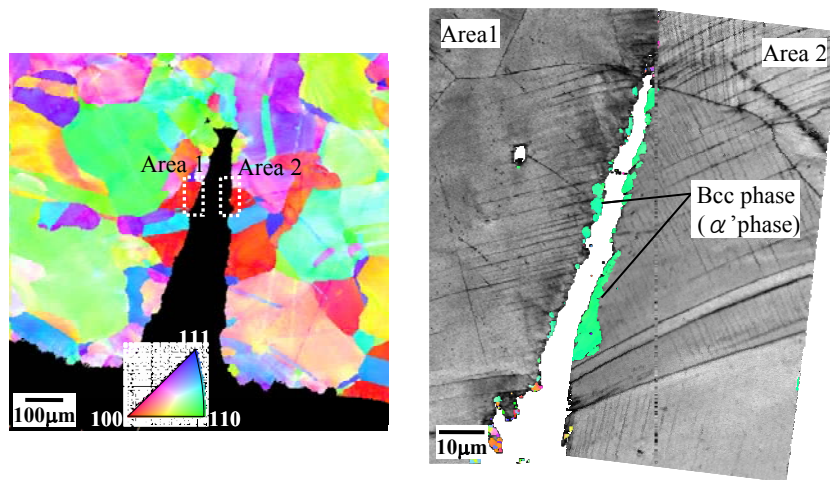 Area 1
Area 2
111
100μm
100
110
Area1
Area 2
Bcc phase
(α'phase)
10μm